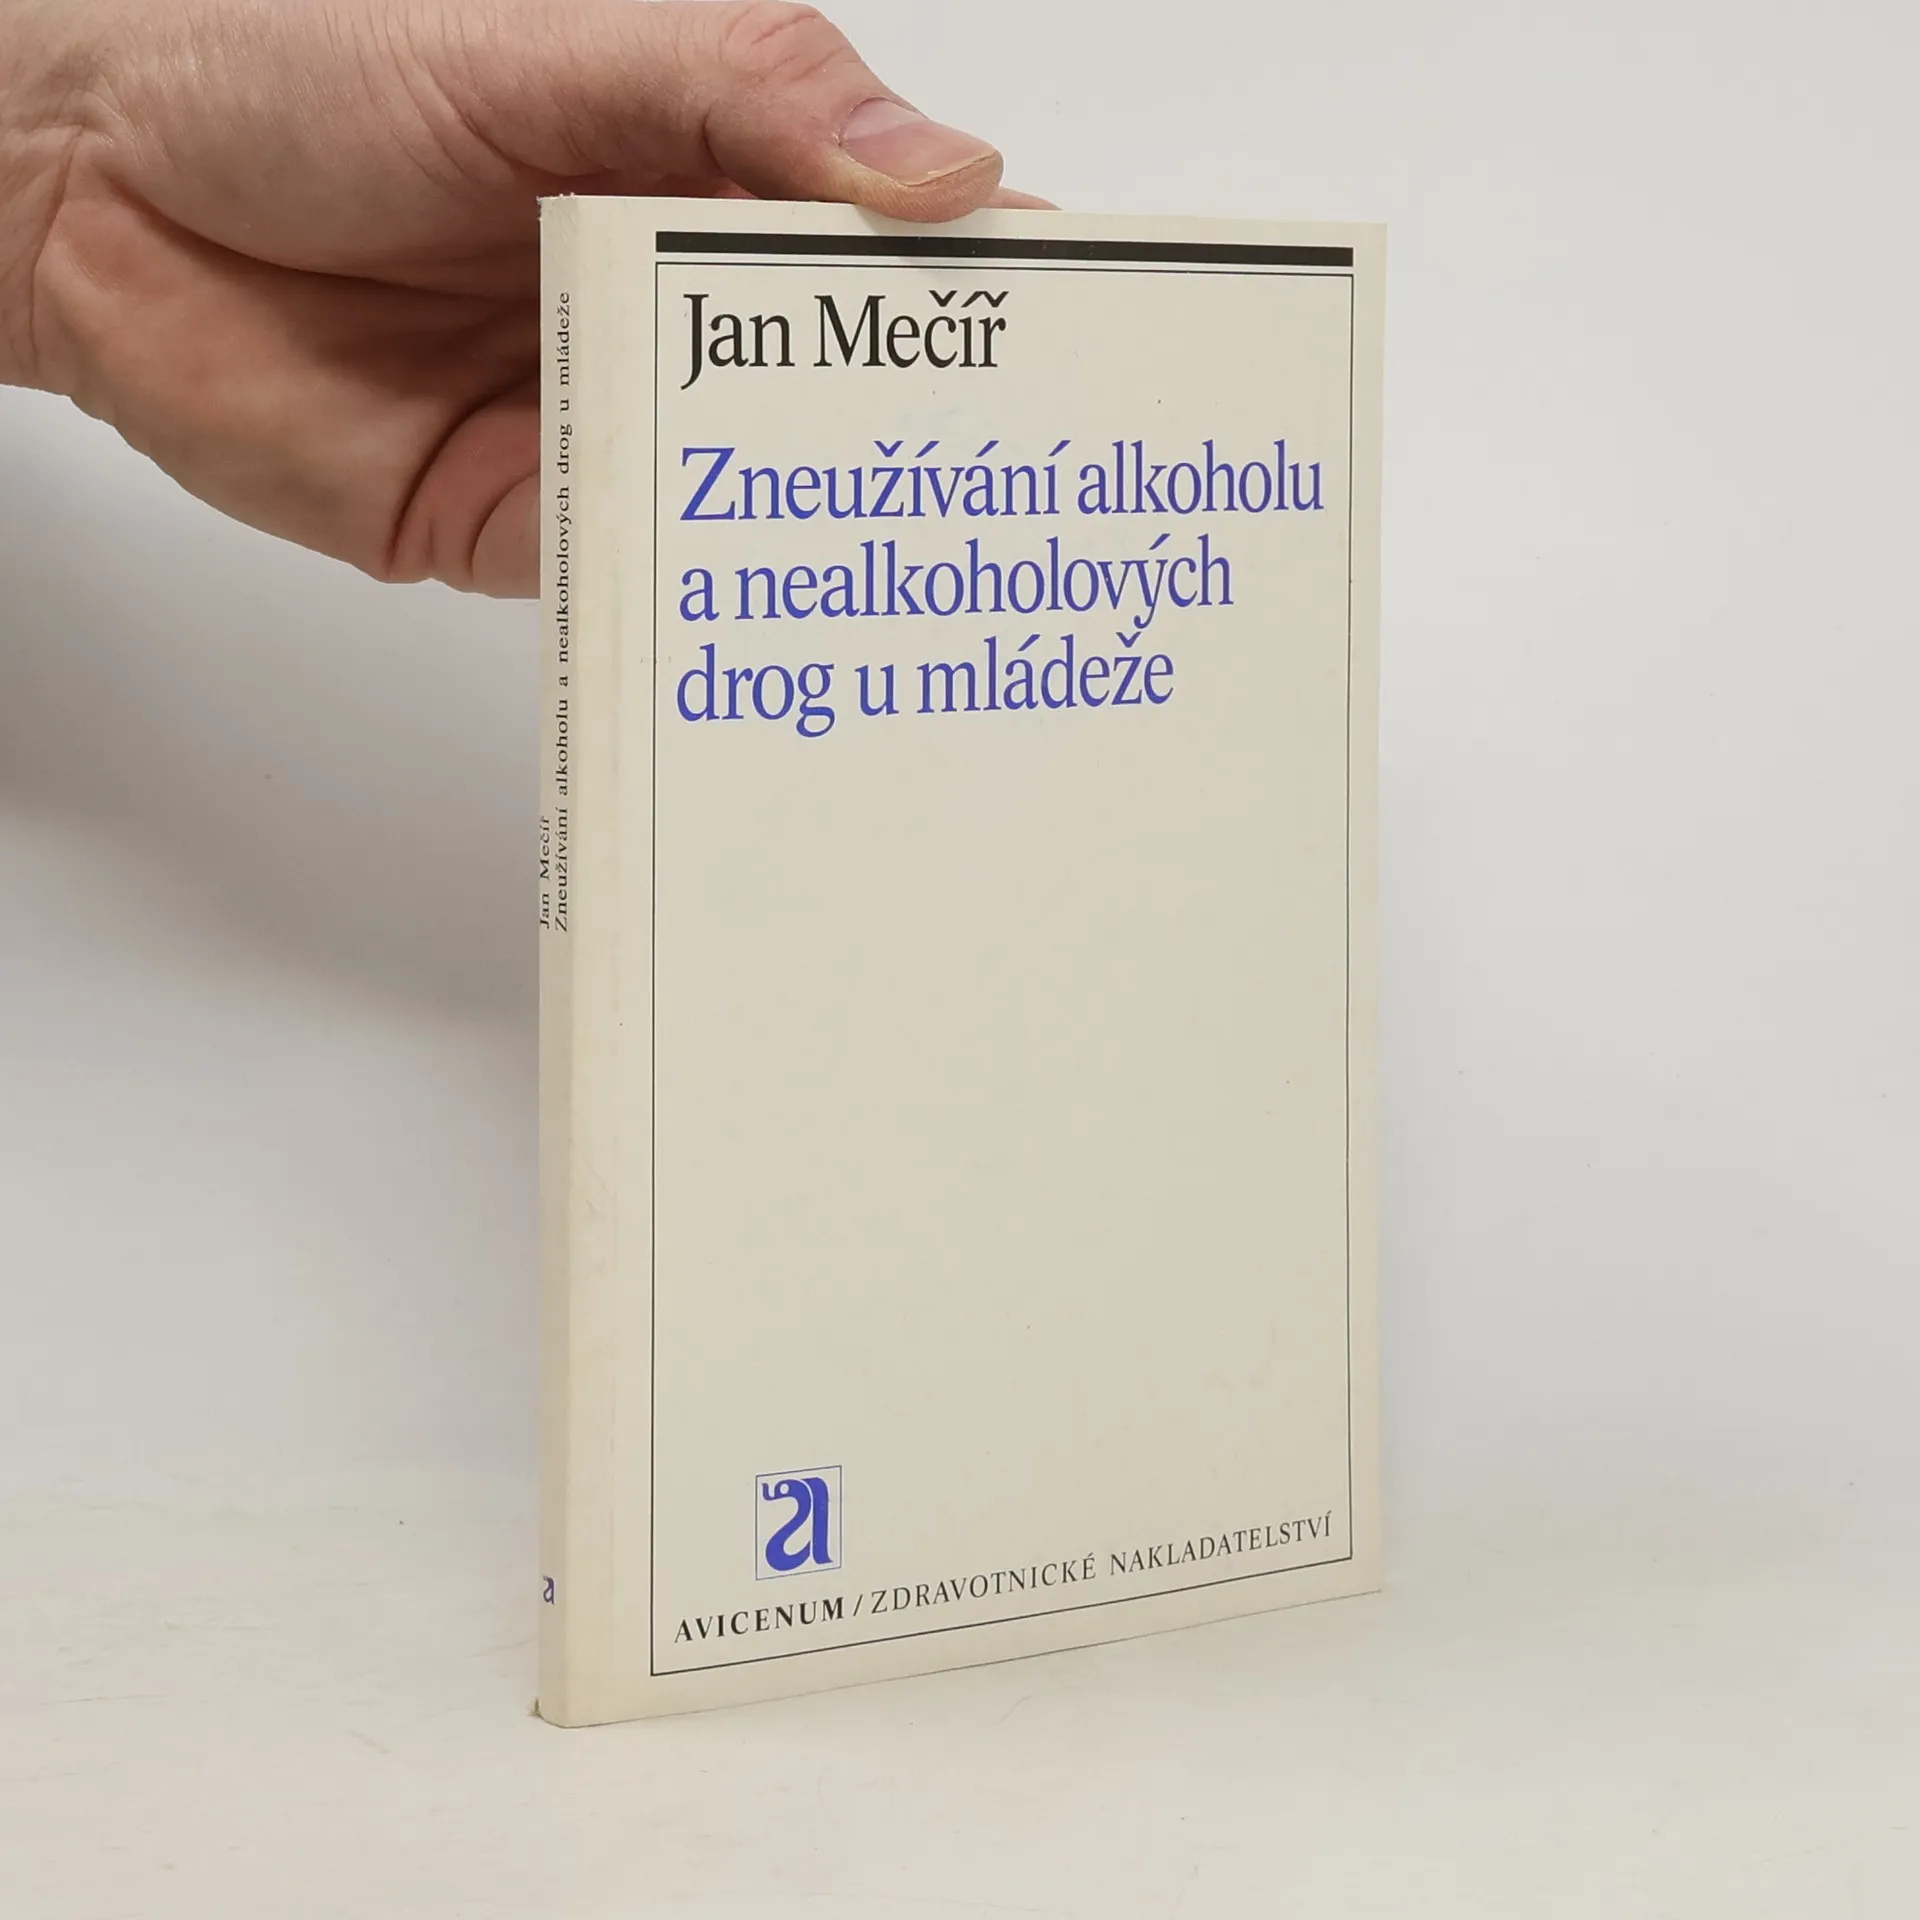 Jan Mečíř
Zneužívání alkoholu
a nealkoholových
drog u mládeže
a
AVICENUM / ZDRAVOTNICKÉ NAKLADATELSTVÍ
Jan Mečíř
Zneužívání alkoholu a nealkoholových drog u mládeže
a